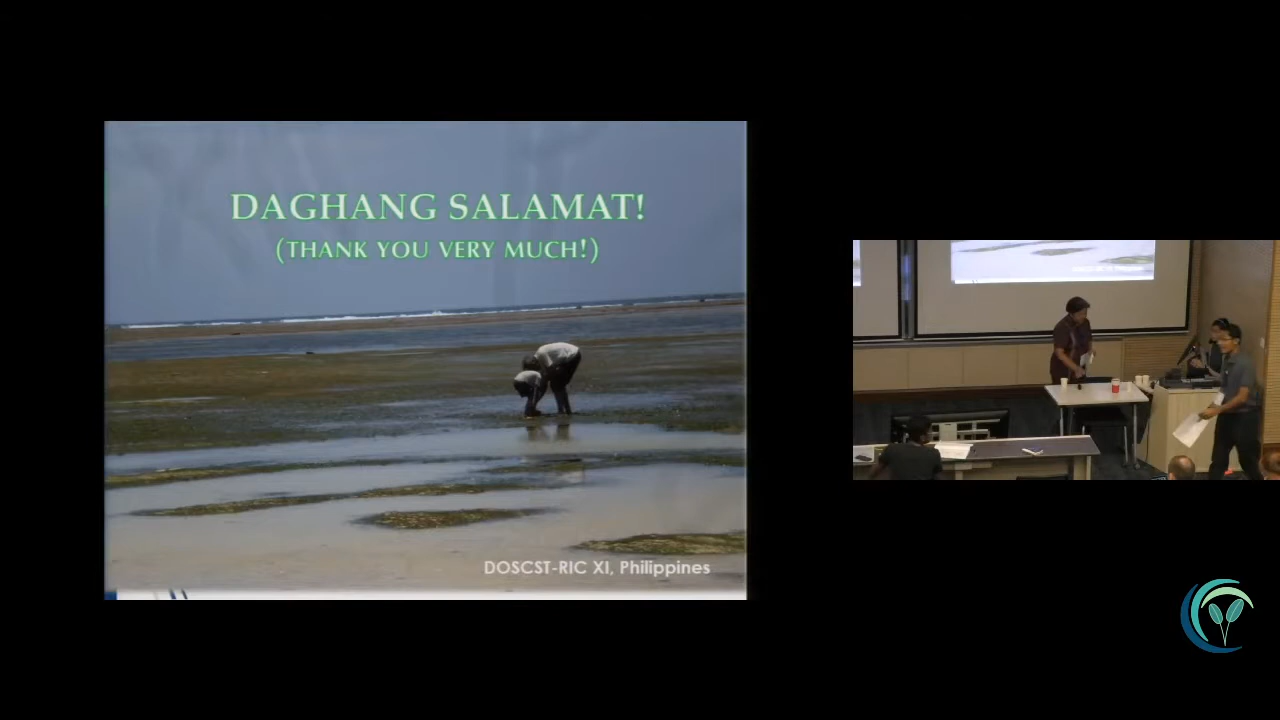 DAGHANG SALAMAT!
(THANK YOU VERY MUCH!)
DOSCST-RIC XI, Philippines